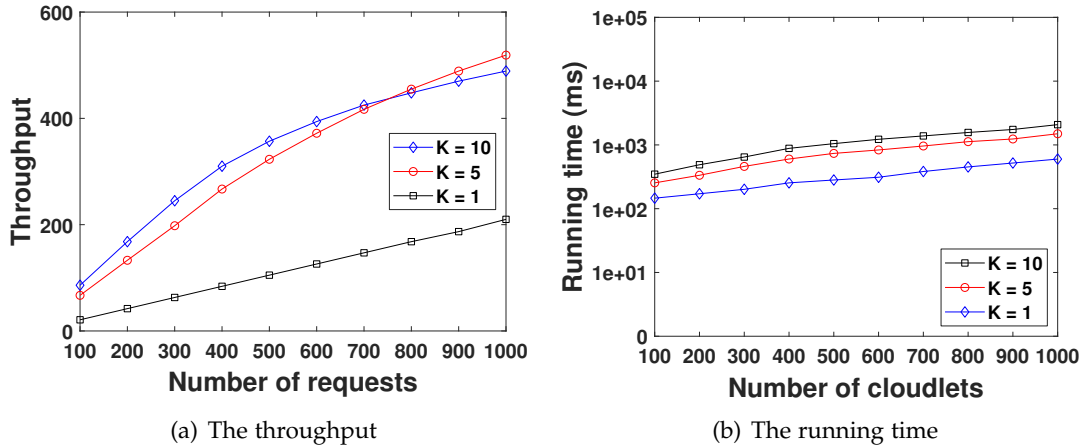 600
400
200
0
Throughput
K = 10
K = 5
K = 1
100 200 300 400 500 600 700 800 900 1000
Number of requests
(a) The throughput
1e+05
1e+04
1e+03
1e+02
1e+01
0
Running time (ms)
K = 10
K = 5
K = 1
100 200 300 400 500 600 700 800 900 1000
Number of cloudlets
(b) The running time